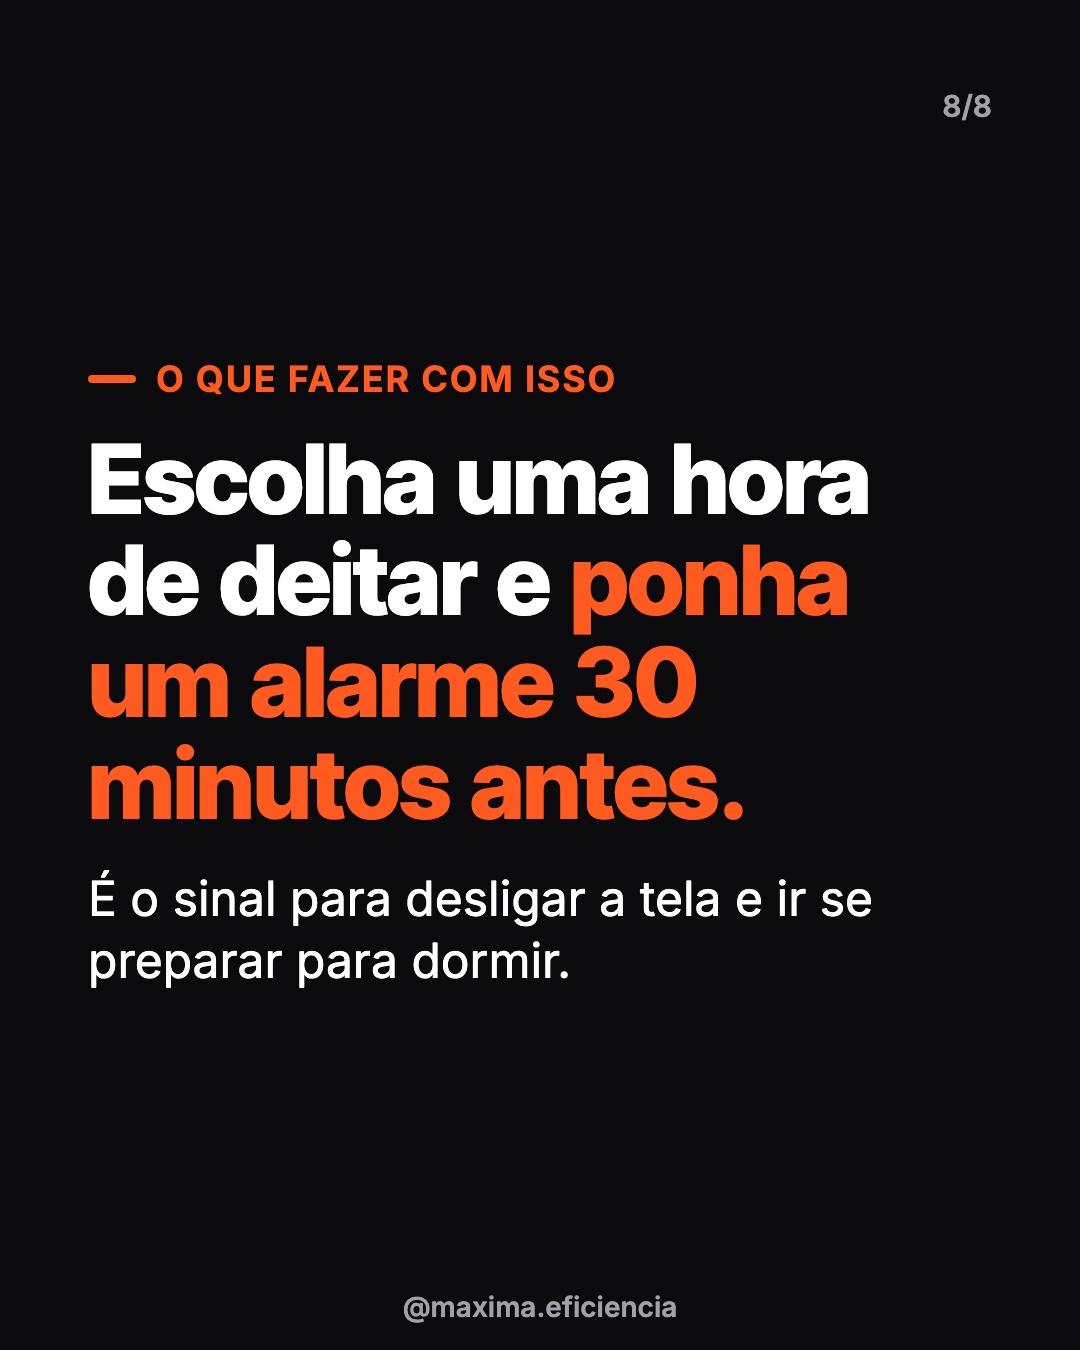 8/8
O QUE FAZER COM ISSO
Escolha uma hora
de deitar e ponha
um alarme 30
minutos antes.
É o sinal para desligar a tela e ir se
preparar para dormir.
@maxima.eficiencia